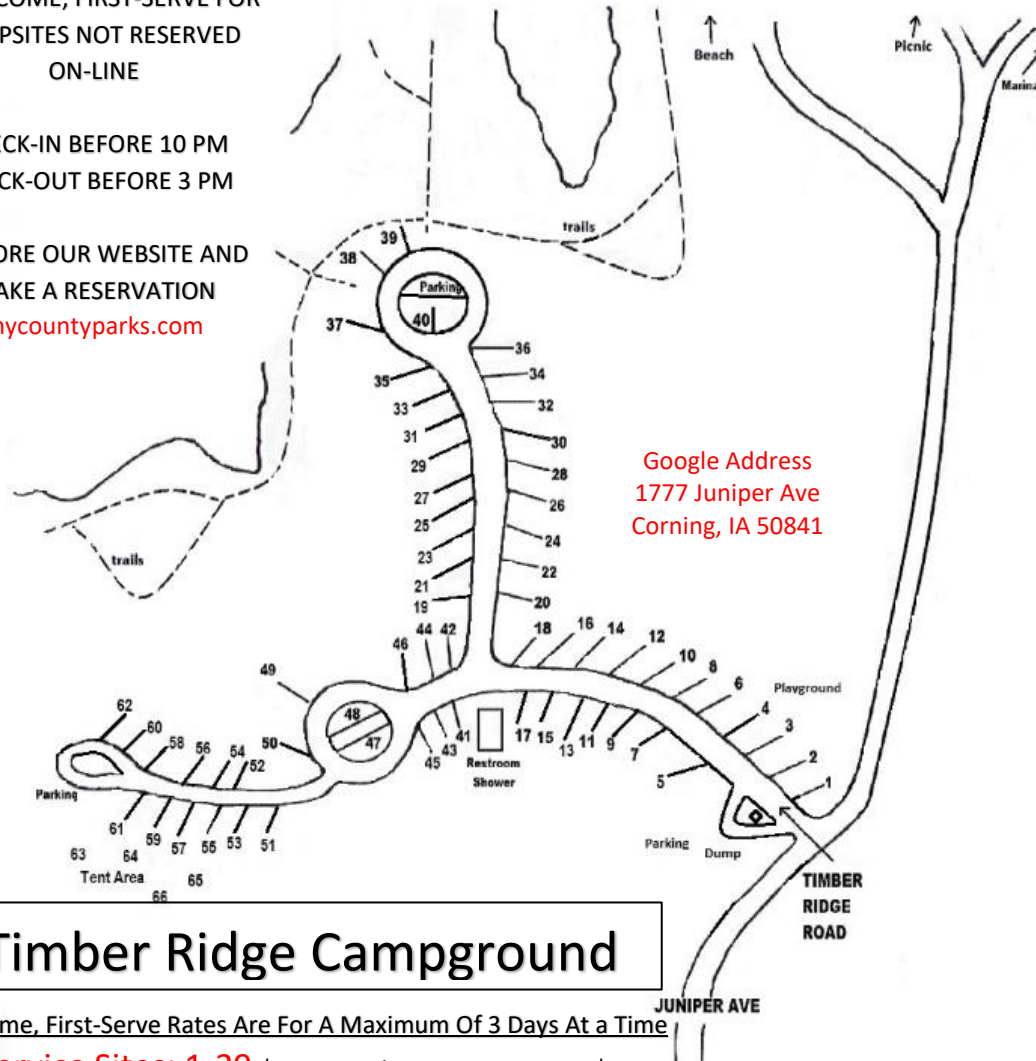 COME, FIRST-SERVE FOR
PSITES NOT RESERVED
ON-LINE
ECK-IN BEFORE 10 PM
CK-OUT BEFORE 3 PM
ORE OUR WEBSITE AND
AKE A RESERVATION
nycountyparks.com
Beach
Picnic
Marina
trails
39
38
Parking
40
37
36
35
34
33
32
31
30
29
28
27
26
25
24
23
22
21
20
19
Google Address
1777 Juniper Ave
Corning, IA 50841
trails
18
16
14
12
10
8
6
Playground
4
3
2
1
46
44
42
49
48
47
50
45
43
41
Restroom
Shower
17
15
13
11
9
7
5
62
60
58
56
54
52
Parking
61
59
57
55
53
51
63
64
Tent Area
65
66
Parking
Dump
TIMBER
RIDGE
ROAD
JUNIPER AVE
Timber Ridge Campground
me, First-Serve Rates Are For A Maximum Of 3 Days At a Time